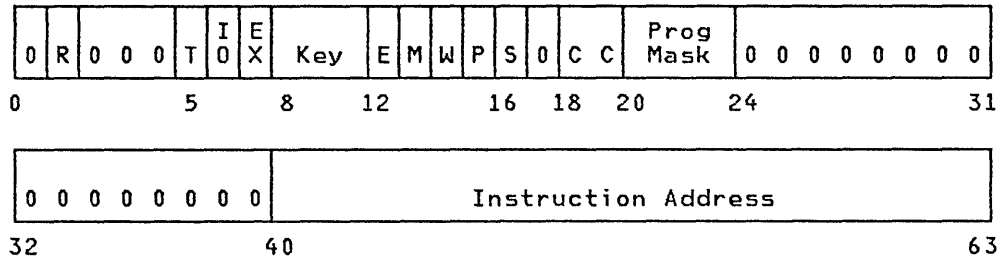 I E Prog
0 R 0 0 0 T O X Key E M W P S 0 C C Mask 0 0 0 0 0 0 0 0
0 5 8 12 16 18 20 24 31
0 0 0 0 0 0 0 0 Instruction Address
32 40 63